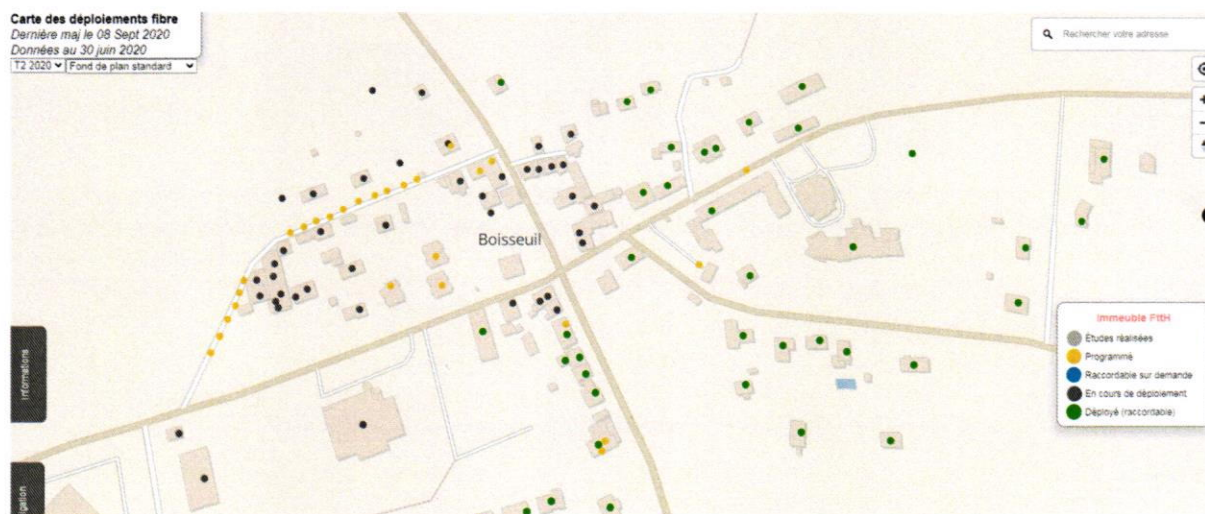 Carte des déploiements fibre
Dernière maj le 08 Sept 2020
Données au 30 juin 2020
T2 2020 Fond de plan standard
Rechercher votre adresse
+
−
Boisseuil
Informations
igation
Immeuble FttH
Études réalisées
Programmé
Raccordable sur demande
En cours de déploiement
Déployé (raccordable)